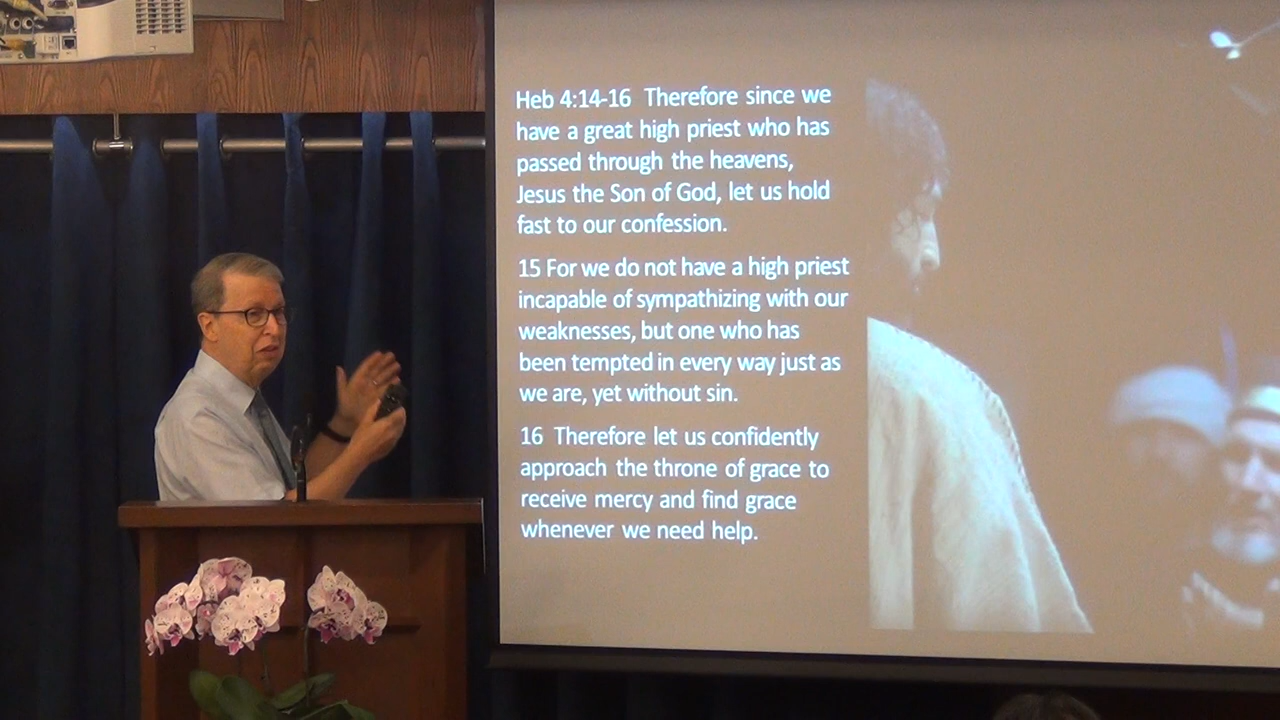 Heb 4:14-16 Therefore since we
have a great high priest who has
passed through the heavens,
Jesus the Son of God, let us hold
fast to our confession.
15 For we do not have a high priest
incapable of sympathizing with our
weaknesses, but one who has
been tempted in every way just as
we are, yet without sin.
16 Therefore let us confidently
approach the throne of grace to
receive mercy and find grace
whenever we need help.